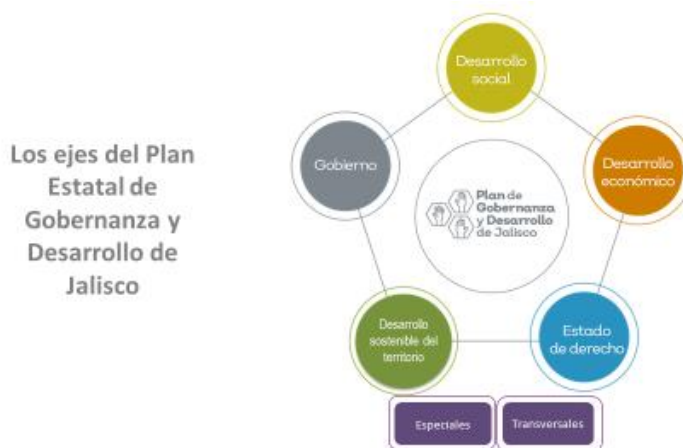 Los ejes del Plan
Estatal de
Gobernanza y
Desarrollo de
Jalisco
Desarrollo
social
Gobierno
Desarrollo
económico
Plan de
Gobernanza
y Desarrollo
de Jalisco
Desarrollo
sostenible del
territorio
Estado
de derecho
Especiales
Transversales